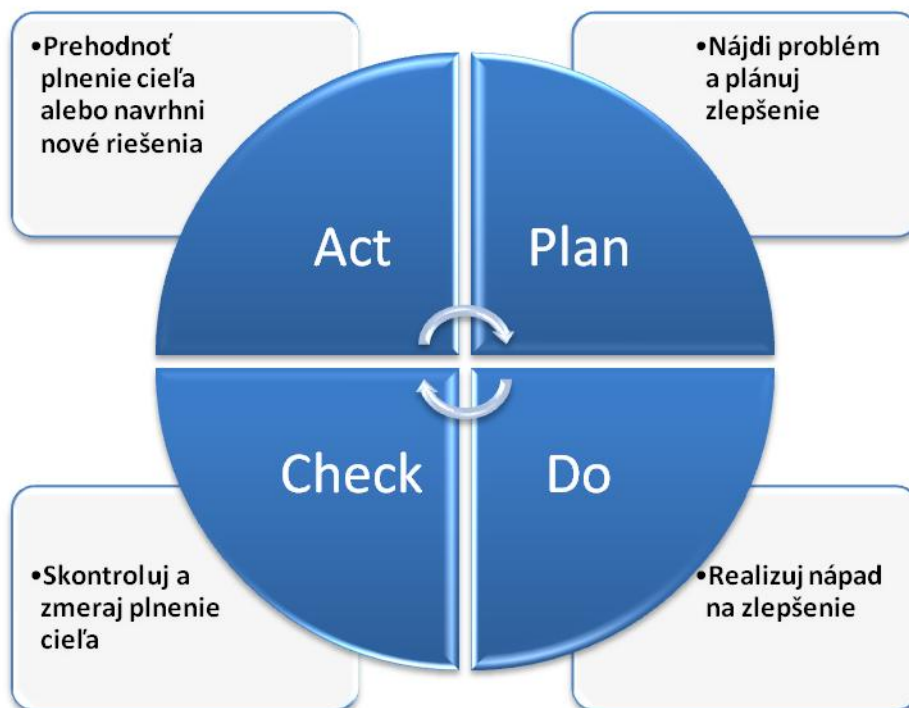 •Prehodnoť
plnenie cieľa
alebo navrhni
nové riešenia
•Nájdi problém
a plánuj
zlepšenie
Act
Plan
Check
Do
•Skontroluj a
zmeraj plnenie
cieľa
•Realizuj nápad
na zlepšenie